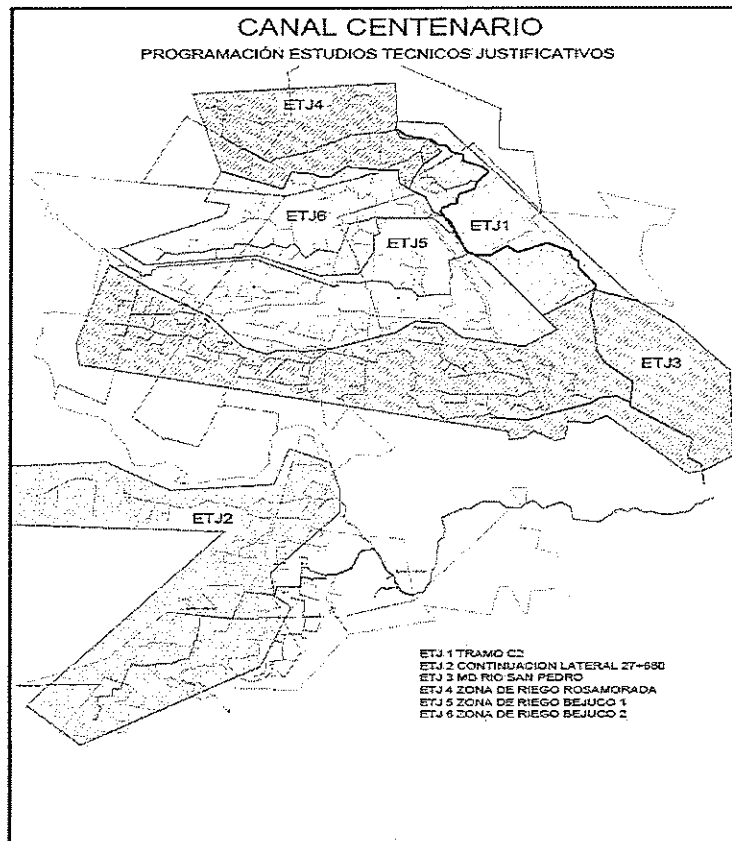 CANAL CENTENARIO
PROGRAMACIÓN ESTUDIOS TECNICOS JUSTIFICATIVOS
ETJ4
ETJ6
ETJ1
ETJ5
ETJ3
ETJ2
ETJ 1 TRAMO C2
ETJ 2 CONTINUACION LATERAL 27+680
ETJ 3 MD RIO SAN PEDRO
ETJ 4 ZONA DE RIEGO ROSAMORADA
ETJ 5 ZONA DE RIEGO BEJUCO 1
ETJ 6 ZONA DE RIEGO BEJUCO 2